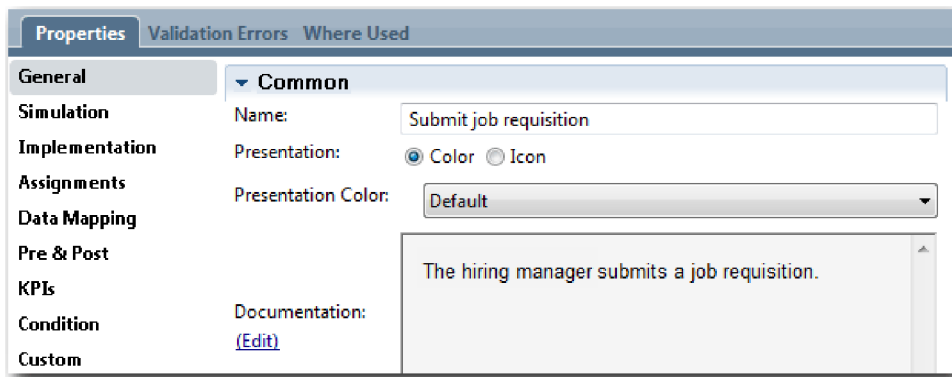 Properties Validation Errors Where Used
General
Simulation
Implementation
Assignments
Data Mapping
Pre & Post
KPIs
Condition
Custom
Common
Name: Submit job requisition
Presentation: Color Icon
Presentation Color: Default
Documentation: The hiring manager submits a job requisition.
(Edit)